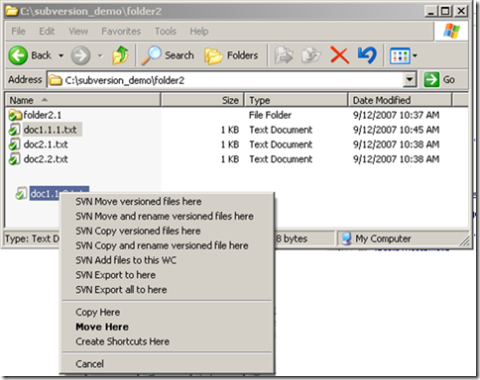 C:\subversion_demo\folder2
File Edit View Favorites Tools Help
Back Search Folders
Address C:\subversion_demo\folder2 Go
Name Size Type Date Modified
folder2.1 File Folder 9/12/2007 10:37 AM
doc1.1.1.txt 1 KB Text Document 9/12/2007 10:45 AM
doc2.1.txt 1 KB Text Document 9/12/2007 10:38 AM
doc2.2.txt 1 KB Text Document 9/12/2007 10:38 AM
SVN Move versioned files here
SVN Move and rename versioned files here
SVN Copy versioned files here
SVN Copy and rename versioned file here
SVN Add files to this WC
SVN Export to here
SVN Export all to here
Copy Here
Move Here
Create Shortcuts Here
Cancel
Type: Text D 8 bytes My Computer